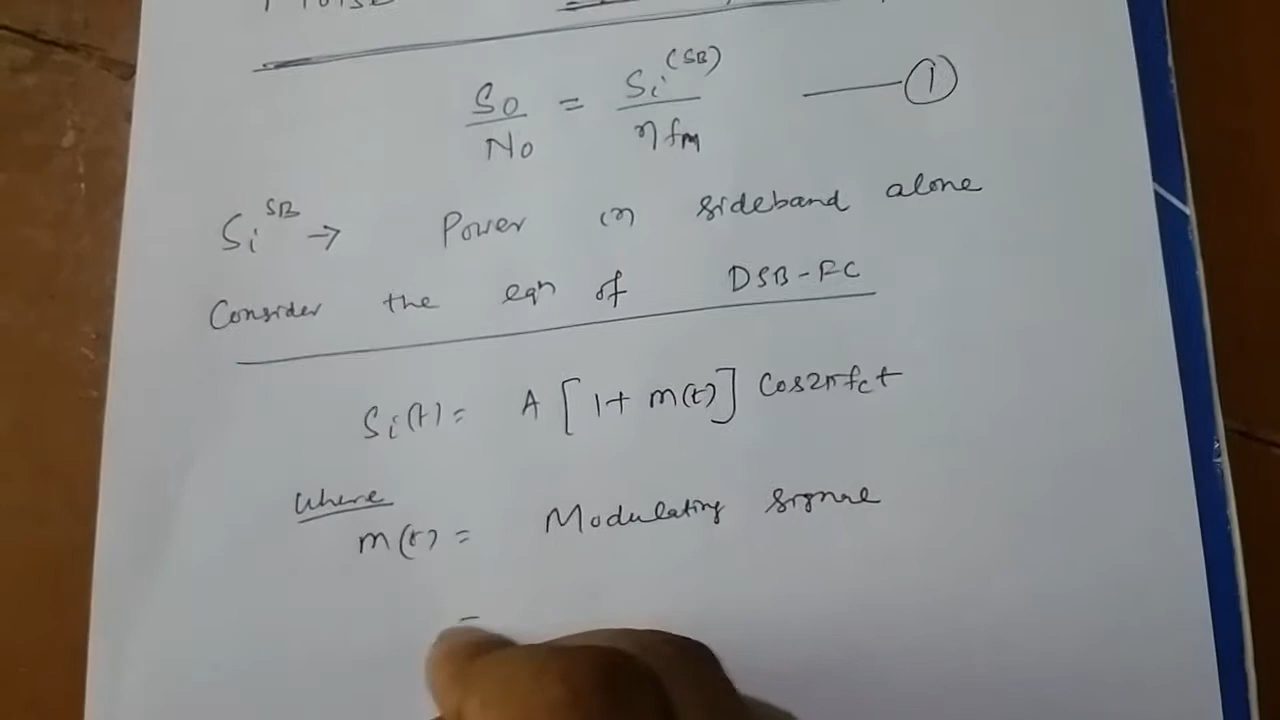 So/No = Si^(SB)/ηfm ——①
Si^SB → Power in sideband alone
Consider the eqn of DSB-FC
Si(t) = A [1+ m(t)] Cos2πfct
Where
m(t) = Modulating signal